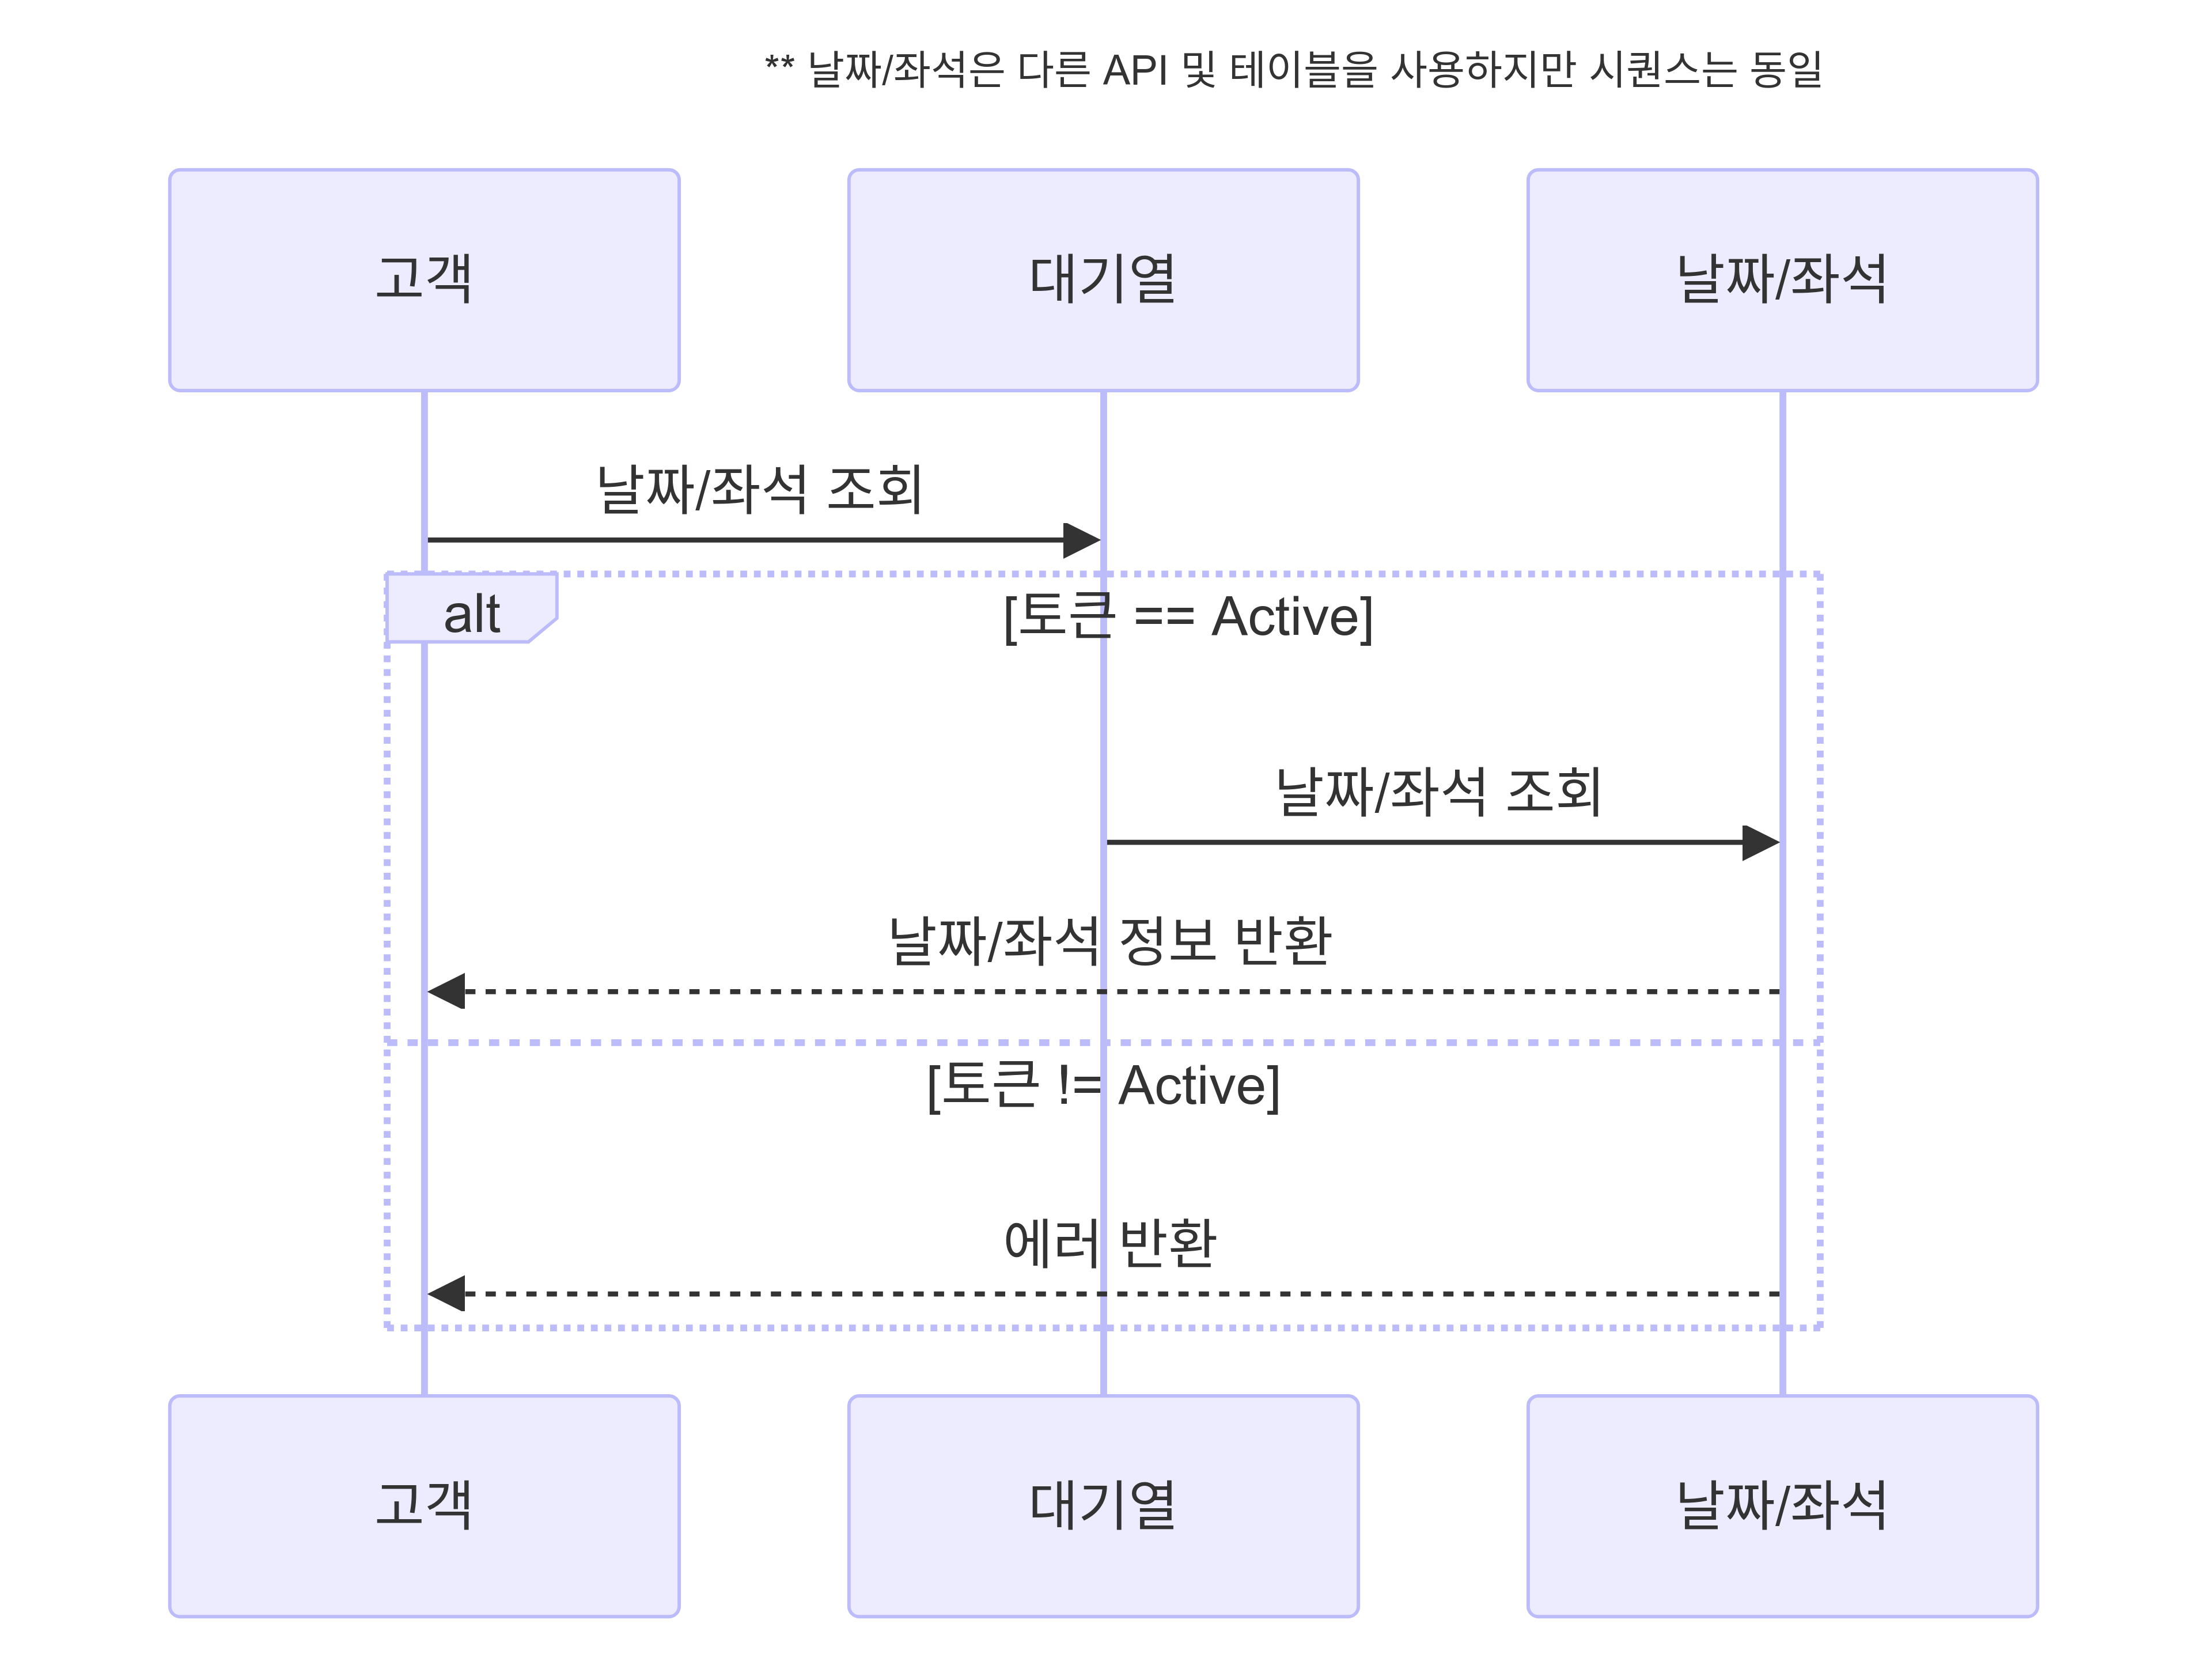 ** 날짜/좌석은 다른 API 및 테이블을 사용하지만 시퀀스는 동일
고객
대기열
날짜/좌석
날짜/좌석 조회
alt
[토큰 == Active]
날짜/좌석 조회
날짜/좌석 정보 반환
[토큰 != Active]
에러 반환
고객
대기열
날짜/좌석